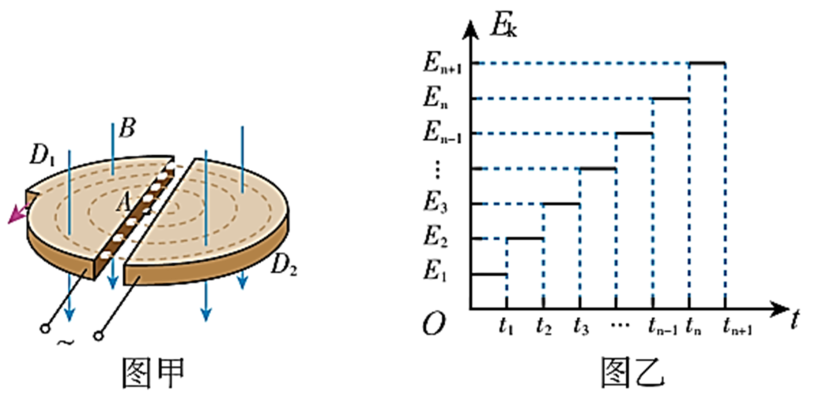 B
D₁
A
D₂
~
图甲
Eₖ
Eₙ₊₁
Eₙ
Eₙ₋₁
⋮
E₃
E₂
E₁
O
t₁ t₂ t₃ ⋯ tₙ₋₁ tₙ tₙ₊₁ t
图乙